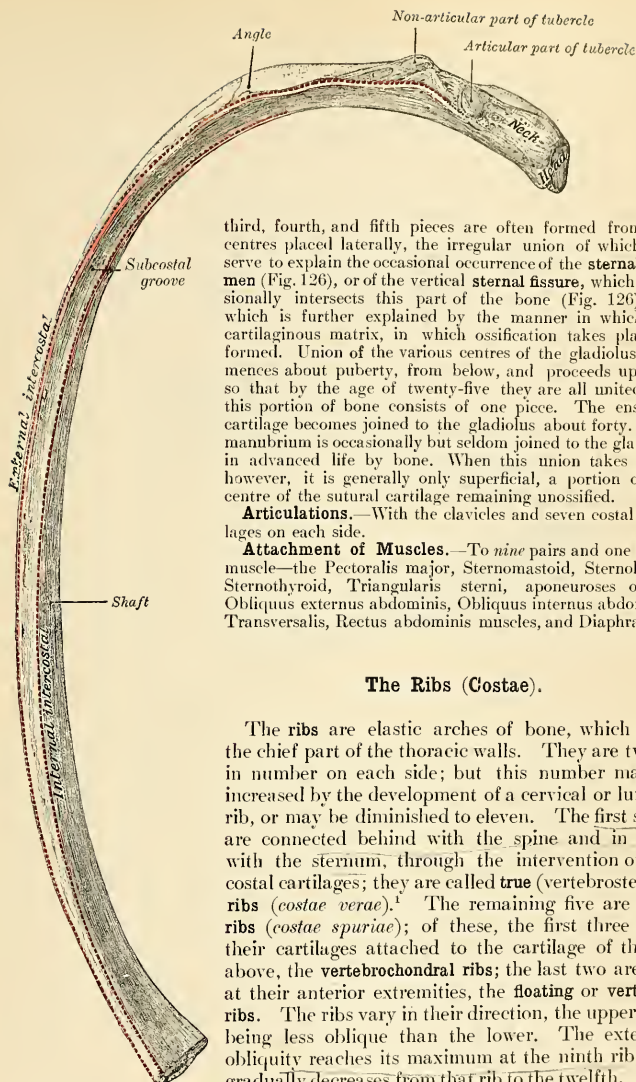 Non-articular part of tubercle
Angle
Articular part of tubercle
Neck
Head
Subcostal
groove
External intercostal
Shaft
Internal intercostal
third, fourth, and fifth pieces are often formed from
centres placed laterally, the irregular union of which
serve to explain the occasional occurrence of the sterna
men (Fig. 126), or of the vertical sternal fissure, which
sionally intersects this part of the bone (Fig. 126
which is further explained by the manner in which
cartilaginous matrix, in which ossification takes pla
formed. Union of the various centres of the gladiolus
mences about puberty, from below, and proceeds up
so that by the age of twenty-five they are all united
this portion of bone consists of one piece. The ens
cartilage becomes joined to the gladiolus about forty.
manubrium is occasionally but seldom joined to the gla
in advanced life by bone. When this union takes
however, it is generally only superficial, a portion o
centre of the sutural cartilage remaining unossified.
Articulations.—With the clavicles and seven costal
lages on each side.
Attachment of Muscles.—To nine pairs and one
muscle—the Pectoralis major, Sternomastoid, Sternoh
Sternothyroid, Triangularis sterni, aponeuroses o
Obliquus externus abdominis, Obliquus internus abdo
Transversalis, Rectus abdominis muscles, and Diaphra
The Ribs (Costae).
The ribs are elastic arches of bone, which
the chief part of the thoracic walls. They are tw
in number on each side; but this number ma
increased by the development of a cervical or lu
rib, or may be diminished to eleven. The first s
are connected behind with the spine and in
with the sternum, through the intervention o
costal cartilages; they are called true (vertebroste
ribs (costae verae).¹ The remaining five are
ribs (costae spuriae); of these, the first three
their cartilages attached to the cartilage of th
above, the vertebrochondral ribs; the last two are
at their anterior extremities, the floating or vert
ribs. The ribs vary in their direction, the upper
being less oblique than the lower. The exte
obliquity reaches its maximum at the ninth rib
gradually decreases from that rib to the twelfth.